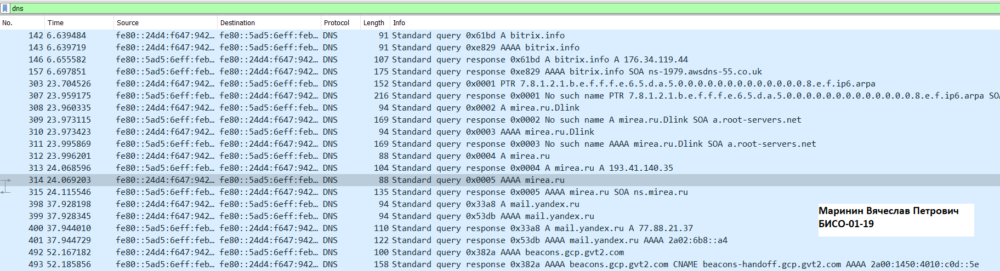 dns
No. Time Source Destination Protocol Length Info
142 6.639484 fe80::24d4:f647:942… fe80::5ad5:6eff:feb… DNS 91 Standard query 0x61bd A bitrix.info
143 6.639719 fe80::24d4:f647:942… fe80::5ad5:6eff:feb… DNS 91 Standard query 0xe829 AAAA bitrix.info
146 6.655582 fe80::5ad5:6eff:feb… fe80::24d4:f647:942… DNS 107 Standard query response 0x61bd A bitrix.info A 176.34.119.44
157 6.697851 fe80::5ad5:6eff:feb… fe80::24d4:f647:942… DNS 175 Standard query response 0xe829 AAAA bitrix.info SOA ns-1979.awsdns-55.co.uk
303 23.704526 fe80::24d4:f647:942… fe80::5ad5:6eff:feb… DNS 152 Standard query 0x0001 PTR 7.8.1.2.1.b.e.f.f.f.e.6.5.d.a.5.0.0.0.0.0.0.0.0.0.0.0.0.0.8.e.f.ip6.arpa
307 23.959175 fe80::5ad5:6eff:feb… fe80::24d4:f647:942… DNS 216 Standard query response 0x0001 No such name PTR 7.8.1.2.1.b.e.f.f.f.e.6.5.d.a.5.0.0.0.0.0.0.0.0.0.0.0.0.0.8.e.f.ip6.arpa SOA
308 23.960335 fe80::24d4:f647:942… fe80::5ad5:6eff:feb… DNS 94 Standard query 0x0002 A mirea.ru.Dlink
309 23.973115 fe80::5ad5:6eff:feb… fe80::24d4:f647:942… DNS 169 Standard query response 0x0002 No such name A mirea.ru.Dlink SOA a.root-servers.net
310 23.973423 fe80::24d4:f647:942… fe80::5ad5:6eff:feb… DNS 94 Standard query 0x0003 AAAA mirea.ru.Dlink
311 23.995869 fe80::5ad5:6eff:feb… fe80::24d4:f647:942… DNS 169 Standard query response 0x0003 No such name AAAA mirea.ru.Dlink SOA a.root-servers.net
312 23.996201 fe80::24d4:f647:942… fe80::5ad5:6eff:feb… DNS 88 Standard query 0x0004 A mirea.ru
313 24.068596 fe80::5ad5:6eff:feb… fe80::24d4:f647:942… DNS 104 Standard query response 0x0004 A mirea.ru A 193.41.140.35
314 24.069203 fe80::24d4:f647:942… fe80::5ad5:6eff:feb… DNS 88 Standard query 0x0005 AAAA mirea.ru
315 24.115546 fe80::5ad5:6eff:feb… fe80::24d4:f647:942… DNS 135 Standard query response 0x0005 AAAA mirea.ru SOA ns.mirea.ru
398 37.928198 fe80::24d4:f647:942… fe80::5ad5:6eff:feb… DNS 94 Standard query 0x33a8 A mail.yandex.ru
399 37.928345 fe80::24d4:f647:942… fe80::5ad5:6eff:feb… DNS 94 Standard query 0x53db AAAA mail.yandex.ru
400 37.944010 fe80::5ad5:6eff:feb… fe80::24d4:f647:942… DNS 110 Standard query response 0x33a8 A mail.yandex.ru A 77.88.21.37
401 37.944729 fe80::5ad5:6eff:feb… fe80::24d4:f647:942… DNS 122 Standard query response 0x53db AAAA mail.yandex.ru AAAA 2a02:6b8::a4
492 52.167182 fe80::24d4:f647:942… fe80::5ad5:6eff:feb… DNS 100 Standard query 0x382a AAAA beacons.gcp.gvt2.com
493 52.185856 fe80::5ad5:6eff:feb… fe80::24d4:f647:942… DNS 158 Standard query response 0x382a AAAA beacons.gcp.gvt2.com CNAME beacons-handoff.gcp.gvt2.com AAAA 2a00:1450:4010:c0d::5e
Маринин Вячеслав Петрович
БИСО-01-19